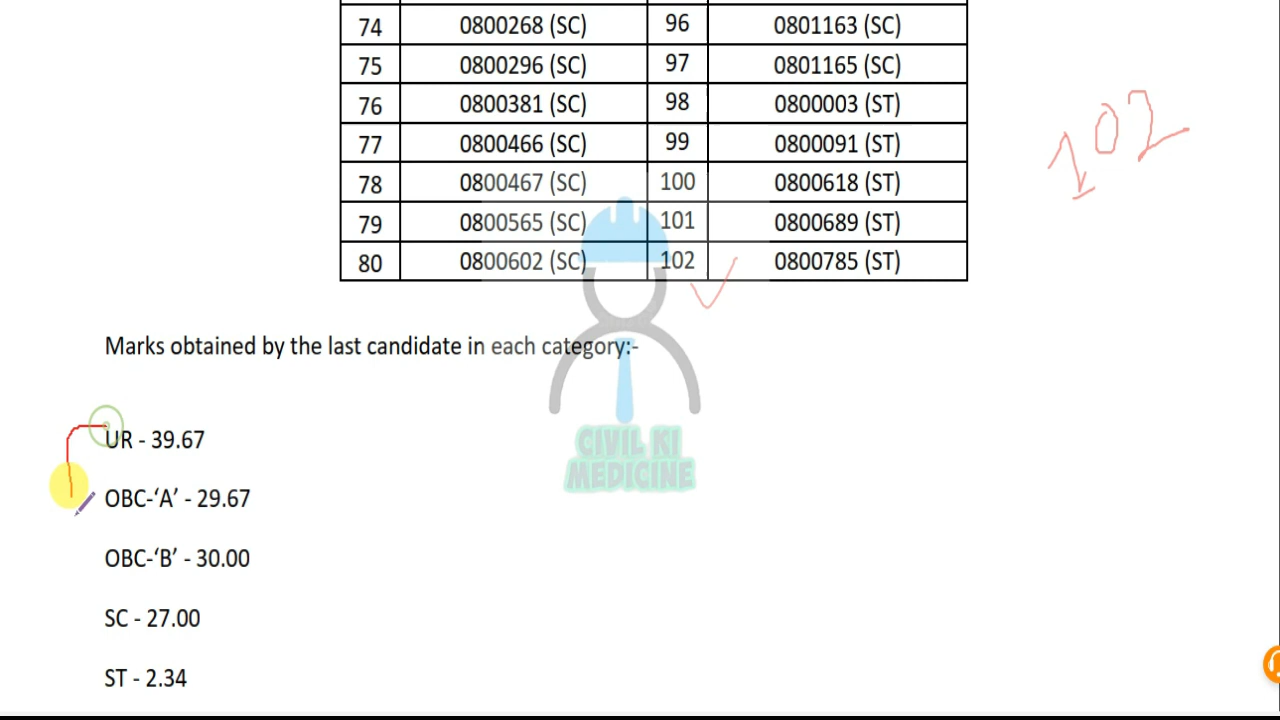 74 0800268 (SC) 96 0801163 (SC)
75 0800296 (SC) 97 0801165 (SC)
76 0800381 (SC) 98 0800003 (ST)
77 0800466 (SC) 99 0800091 (ST)
78 0800467 (SC) 100 0800618 (ST)
79 0800565 (SC) 101 0800689 (ST)
80 0800602 (SC) 102 0800785 (ST)
102
Marks obtained by the last candidate in each category:-
UR - 39.67
OBC-‘A’ - 29.67
OBC-‘B’ - 30.00
SC - 27.00
ST - 2.34
CIVIL KI
MEDICINE